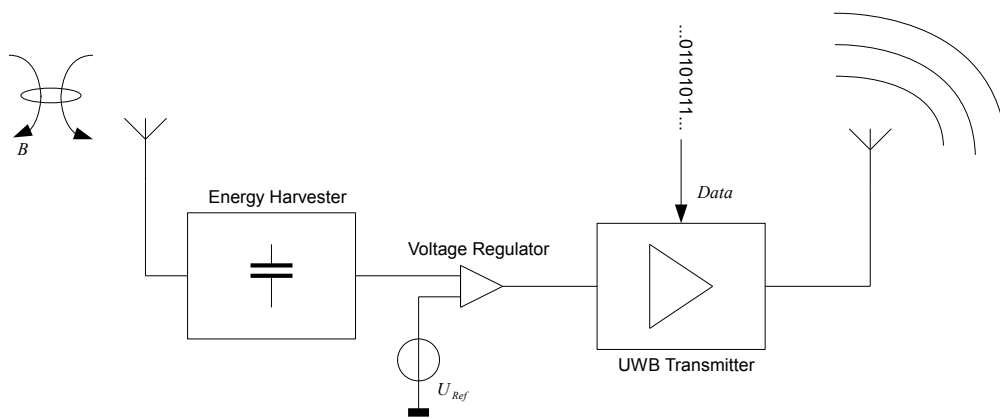 ...01101011...
B
Data
Energy Harvester
Voltage Regulator
U Ref
UWB Transmitter